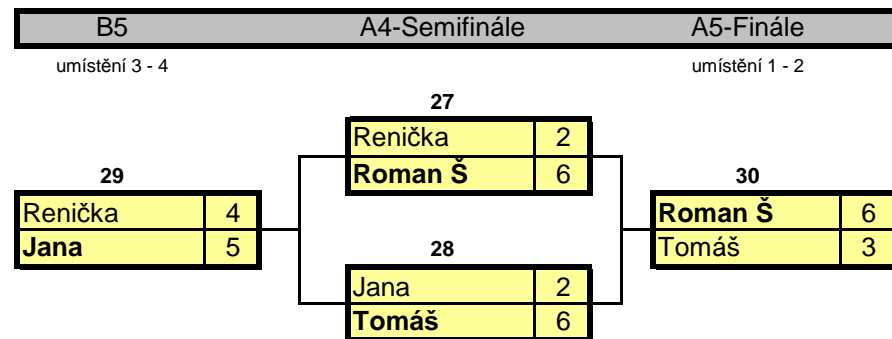 B5 A4-Semifinále A5-Finále
umístění 3 - 4 umístění 1 - 2
27
Renička 2
Roman Š 6
29
Renička 4
Jana 5
28
Jana 2
Tomáš 6
30
Roman Š 6
Tomáš 3